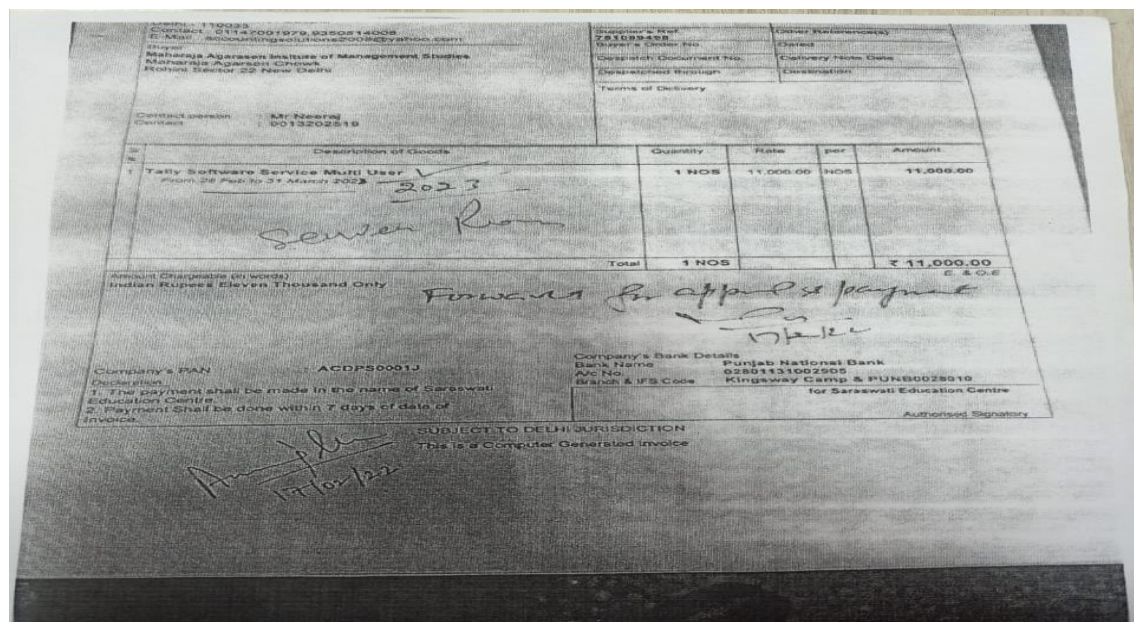 Delhi - 110033
Contact : 01147001979,9350514005
E-Mail : accountingsolutions2009@yahoo.com
Buyer
Maharaja Agarasen Insitute of Management Studies
Maharaja Agarsen Chowk
Rohini Sector 22 New Delhi
Contact person : Mr Neeraj
Contact : 0013202519
Supplier's Ref. Other Reference(s)
781089498
Buyer's Order No. Dated
Despatch Document No. Delivery Note Date
Despatched through Destination
Terms of Delivery
Description of Goods Quantity Rate per Amount
1 Tally Software Service Multi User 1 NOS 11,000.00 NOS 11,000.00
From 26 Feb to 31 March 2023
2023
Server Room
Total 1 NOS ₹ 11,000.00
Amount Chargeable (in words) E. & O.E
Indian Rupees Eleven Thousand Only
Forward for payment
Company's PAN : ACDPS0001J
Declaration
1. The payment shall be made in the name of Saraswati
Education Centre.
2. Payment Shall be done within 7 days of date of
Invoice.
Company's Bank Details
Bank Name : Punjab National Bank
A/c No. : 02801131002905
Branch & IFS Code : Kingsway Camp & PUNB0028010
for Saraswati Education Centre
Authorised Signatory
SUBJECT TO DELHI JURISDICTION
This is a Computer Generated Invoice
17/02/22